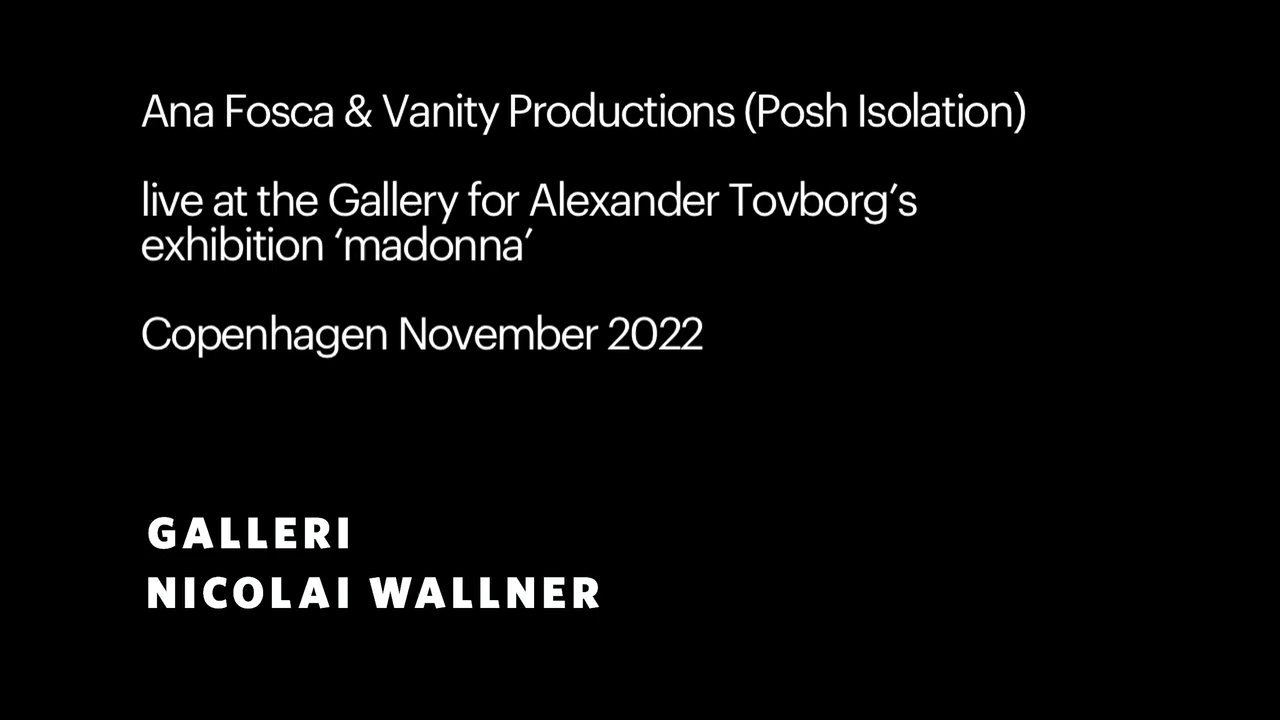 Ana Fosca & Vanity Productions (Posh Isolation)
live at the Gallery for Alexander Tovborg’s
exhibition ‘madonna’
Copenhagen November 2022
GALLERI
NICOLAI WALLNER